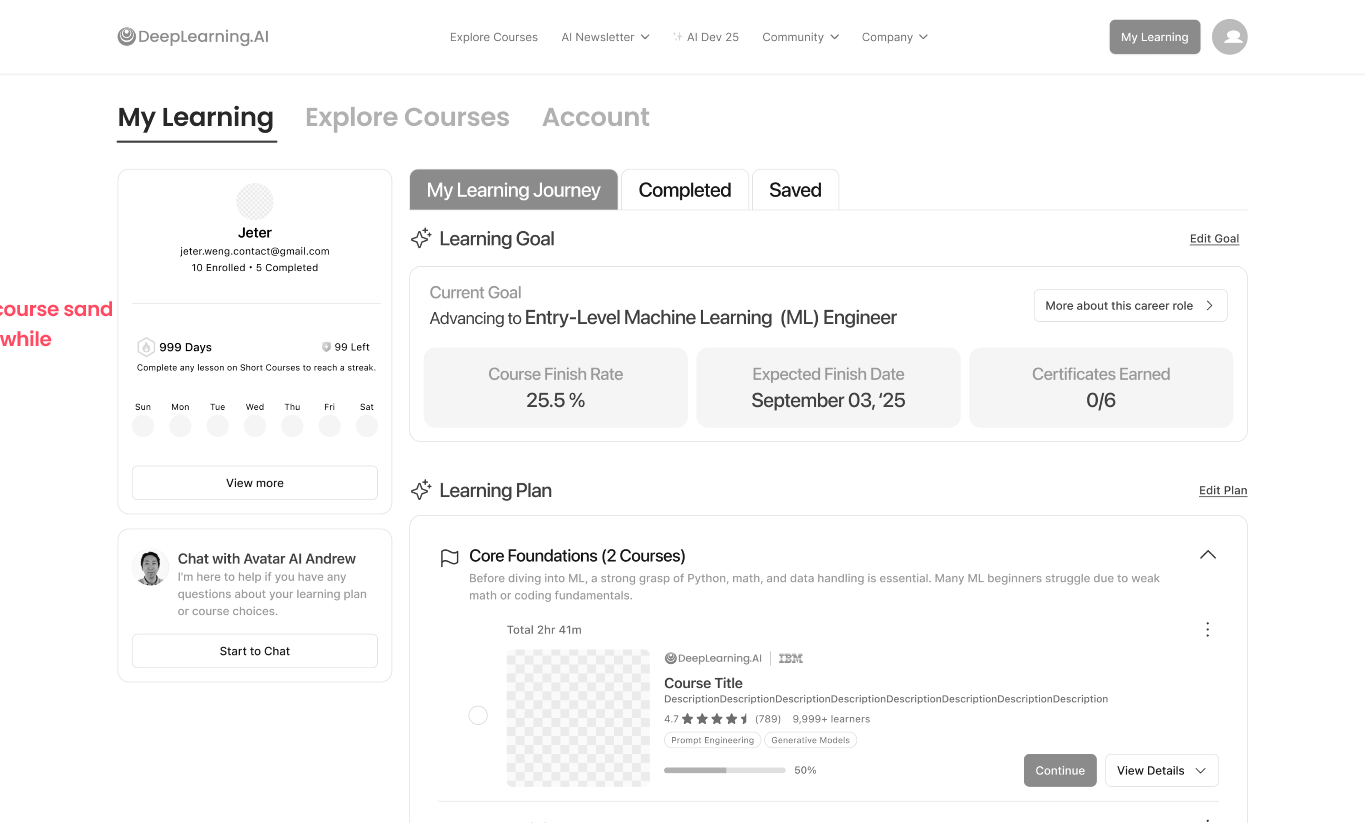 DeepLearning.AI
Explore Courses
AI Newsletter
AI Dev 25
Community
Company
My Learning
My Learning
Explore Courses
Account
course sand
while
Jeter
jeter.weng.contact@gmail.com
10 Enrolled • 5 Completed
999 Days
99 Left
Complete any lesson on Short Courses to reach a streak.
Sun Mon Tue Wed Thu Fri Sat
View more
Chat with Avatar AI Andrew
I'm here to help if you have any
questions about your learning plan
or course choices.
Start to Chat
My Learning Journey
Completed
Saved
Learning Goal
Edit Goal
Current Goal
Advancing to Entry-Level Machine Learning (ML) Engineer
More about this career role
Course Finish Rate
25.5 %
Expected Finish Date
September 03, ‘25
Certificates Earned
0/6
Learning Plan
Edit Plan
Core Foundations (2 Courses)
Before diving into ML, a strong grasp of Python, math, and data handling is essential. Many ML beginners struggle due to weak
math or coding fundamentals.
Total 2hr 41m
DeepLearning.AI
IBM
Course Title
DescriptionDescriptionDescriptionDescriptionDescriptionDescriptionDescriptionDescription
4.7 (789) 9,999+ learners
Prompt Engineering
Generative Models
50%
Continue
View Details